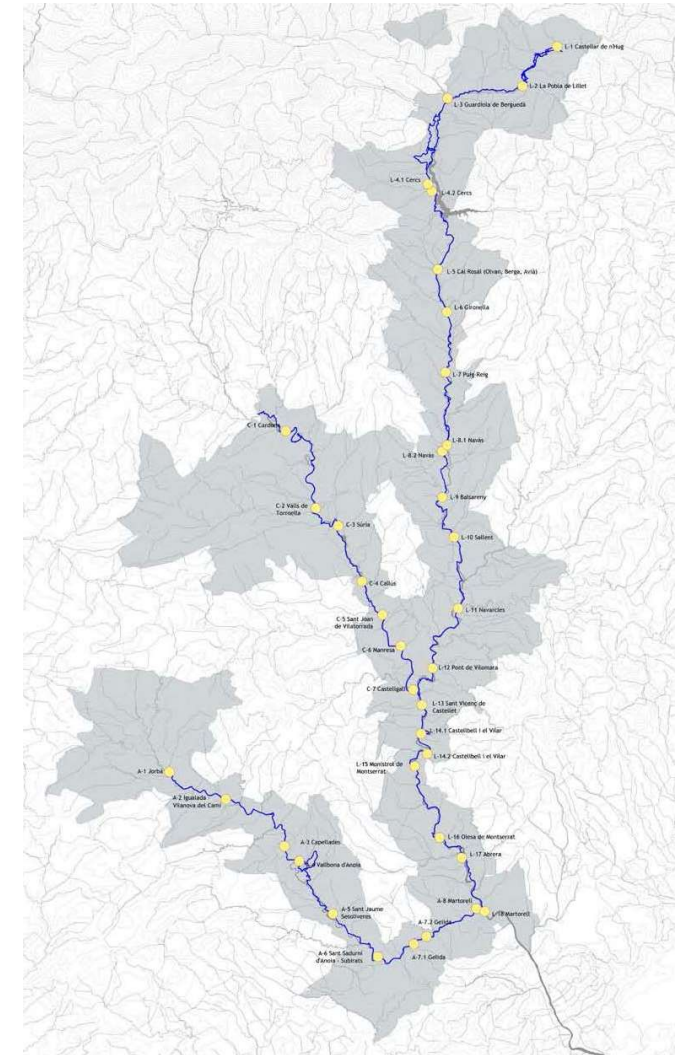 L-1 Castellar de n'Hug
L-2 La Pobla de Lillet
L-3 Guardiola de Berguedà
L-4.1 Cercs
L-4.2 Cercs
L-5 Cal Rosal (Olvan, Berga, Avià)
L-6 Gironella
L-7 Puig-Reig
C-1 Cardona
L-8.1 Navàs
L-8.2 Navàs
L-9 Balsareny
C-2 Valls de
Torroella
C-3 Súria
L-10 Sallent
C-4 Callús
L-11 Navarcles
C-5 Sant Joan
de Vilatorrada
C-6 Manresa
L-12 Pont de Vilomara
C-7 Castellgalí
L-13 Sant Vicenç de
Castellet
L-14.1 Castellbell i el Vilar
L-14.2 Castellbell i el Vilar
L-15 Monistrol de
Montserrat
A-1 Jorba
A-2 Igualada
Vilanova del Camí
L-16 Olesa de Montserrat
A-3 Capellades
L-17 Abrera
Vallbona d'Anoia
A-8 Martorell
L-18 Martorell
A-5 Sant Jaume
Sesoliveres
A-7.2 Gelida
A-6 Sant Sadurní
d'Anoia - Subirats
A-7.1 Gelida